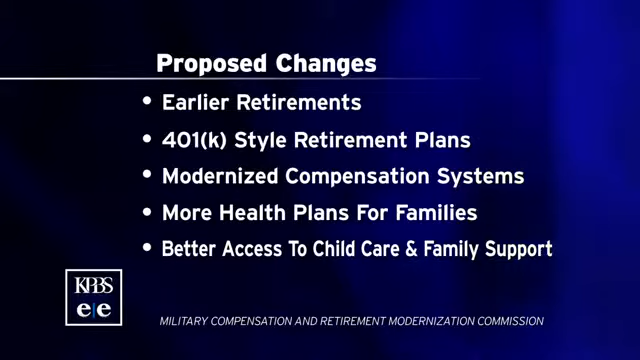 Proposed Changes
• Earlier Retirements
• 401(k) Style Retirement Plans
• Modernized Compensation Systems
• More Health Plans For Families
• Better Access To Child Care & Family Support
KPBS
e|e
MILITARY COMPENSATION AND RETIREMENT MODERNIZATION COMMISSION